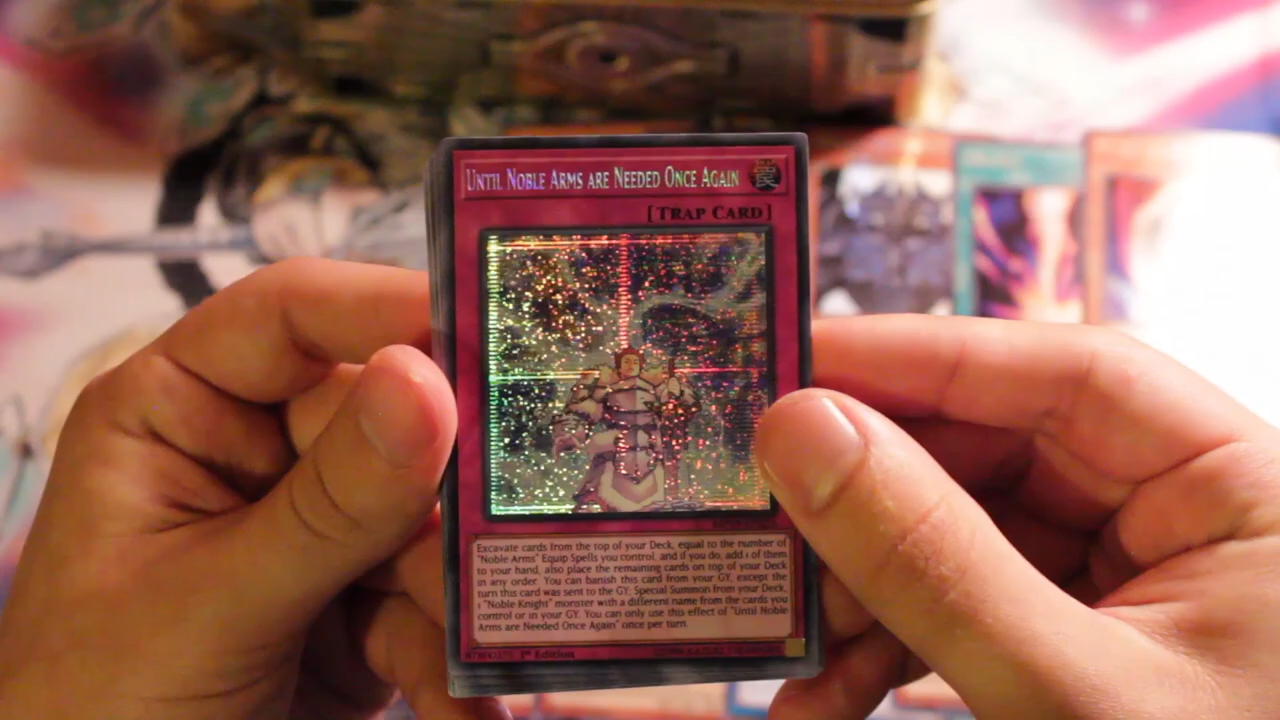 UNTIL NOBLE ARMS ARE NEEDED ONCE AGAIN
罠
[TRAP CARD]
Excavate cards from the top of your Deck, equal to the number of
"Noble Arms" Equip Spells you control, and if you do, add 1 of them
to your hand, also place the remaining cards on top of your Deck
in any order. You can banish this card from your GY, except the
turn this card was sent to the GY; Special Summon from your Deck,
1 "Noble Knight" monster with a different name from the cards you
control or in your GY. You can only use this effect of "Until Noble
Arms are Needed Once Again" once per turn.
1st Edition